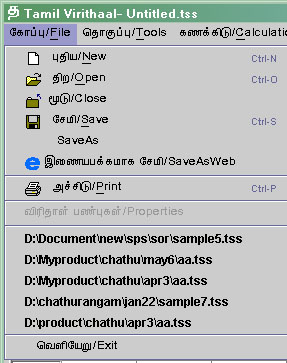 த Tamil Virithaal- Untitled.tss
கோப்பு/File தொகுப்பு/Tools கணக்கிடு/Calculatio
புதிய/New Ctrl-N
திற/Open Ctrl-O
மூடு/Close
சேமி/Save Ctrl-S
SaveAs
இணையபக்கமாக சேமி/SaveAsWeb
அச்சிடு/Print Ctrl-P
விரிதாள் பண்புகள்/Properties
D:\Document\new\sps\sor\sample5.tss
D:\Myproduct\chathu\may6\aa.tss
D:\Myproduct\chathu\apr3\aa.tss
D:\chathurangam\jan22\sample7.tss
D:\product\chathu\apr3\aa.tss
வெளியேறு/Exit